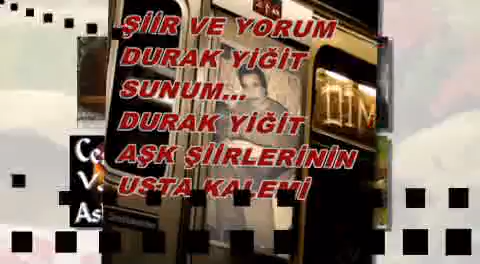 ŞİİR VE YORUM
DURAK YİĞİT
SUNUM...
DURAK YİĞİT
AŞK ŞİİRLERİNİN
USTA KALEMİ